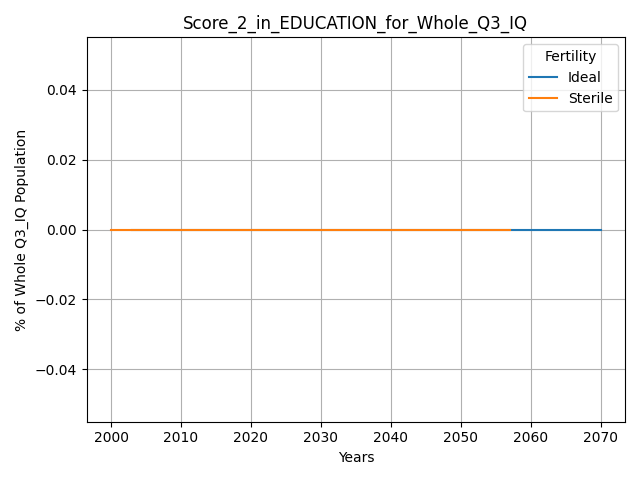 Score_2_in_EDUCATION_for_Whole_Q3_IQ
Fertility
Ideal
Sterile
0.04
0.02
0.00
−0.02
−0.04
% of Whole Q3_IQ Population
2000 2010 2020 2030 2040 2050 2060 2070
Years